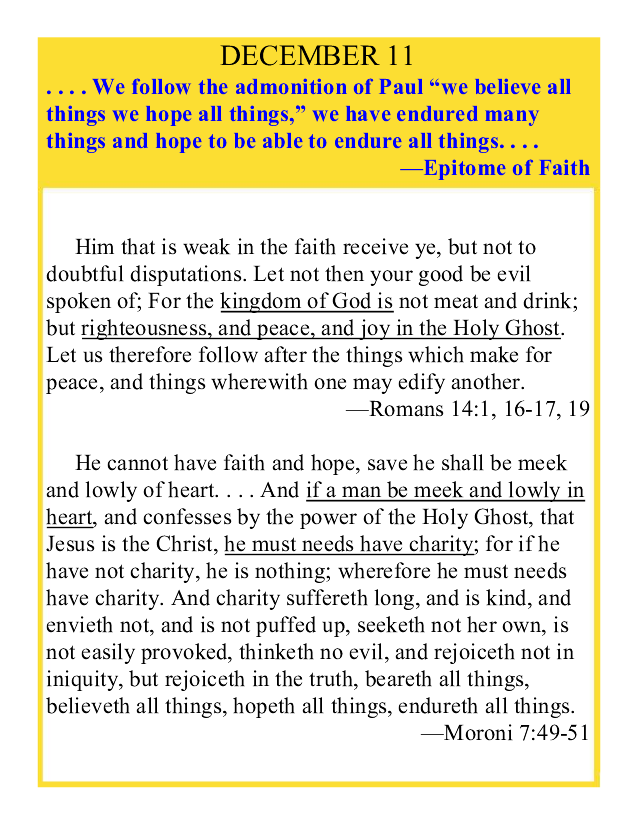 DECEMBER 11
. . . . We follow the admonition of Paul “we believe all
things we hope all things,” we have endured many
things and hope to be able to endure all things. . . .
—Epitome of Faith
Him that is weak in the faith receive ye, but not to
doubtful disputations. Let not then your good be evil
spoken of; For the kingdom of God is not meat and drink;
but righteousness, and peace, and joy in the Holy Ghost.
Let us therefore follow after the things which make for
peace, and things wherewith one may edify another.
—Romans 14:1, 16-17, 19
He cannot have faith and hope, save he shall be meek
and lowly of heart. . . . And if a man be meek and lowly in
heart, and confesses by the power of the Holy Ghost, that
Jesus is the Christ, he must needs have charity; for if he
have not charity, he is nothing; wherefore he must needs
have charity. And charity suffereth long, and is kind, and
envieth not, and is not puffed up, seeketh not her own, is
not easily provoked, thinketh no evil, and rejoiceth not in
iniquity, but rejoiceth in the truth, beareth all things,
believeth all things, hopeth all things, endureth all things.
—Moroni 7:49-51